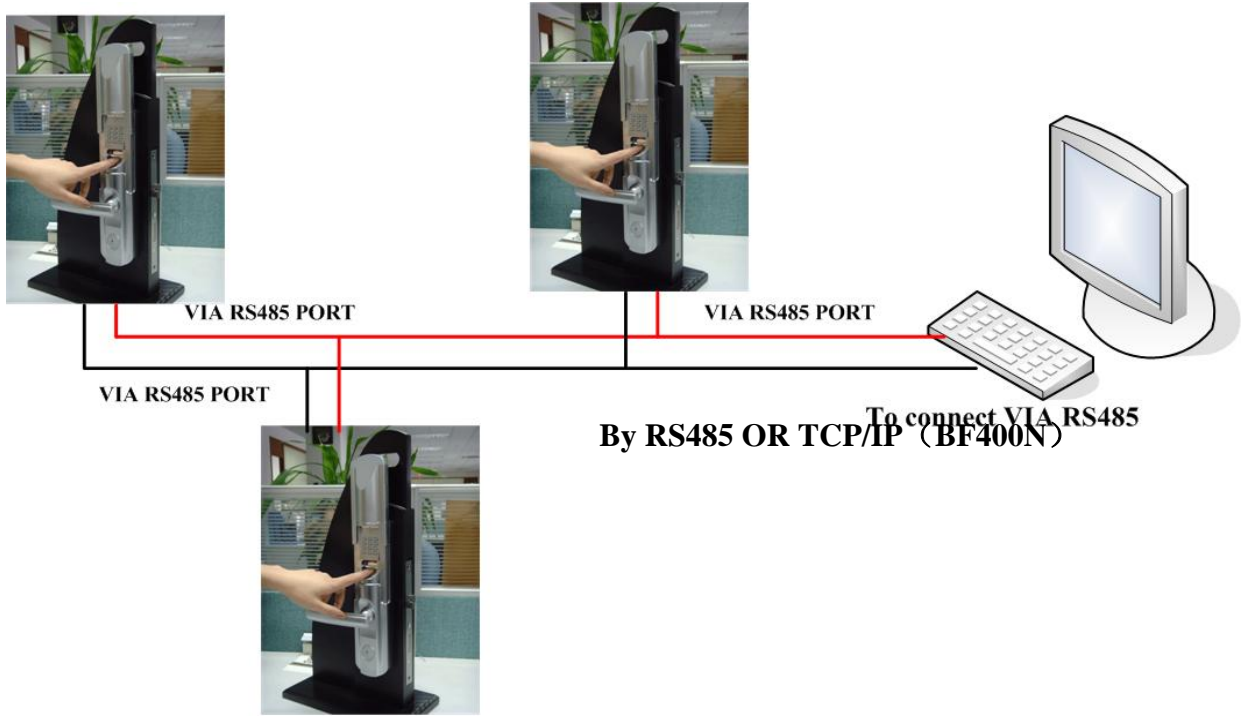 VIA RS485 PORT
VIA RS485 PORT
VIA RS485 PORT
To connect VIA RS485
By RS485 OR TCP/IP（BF400N）